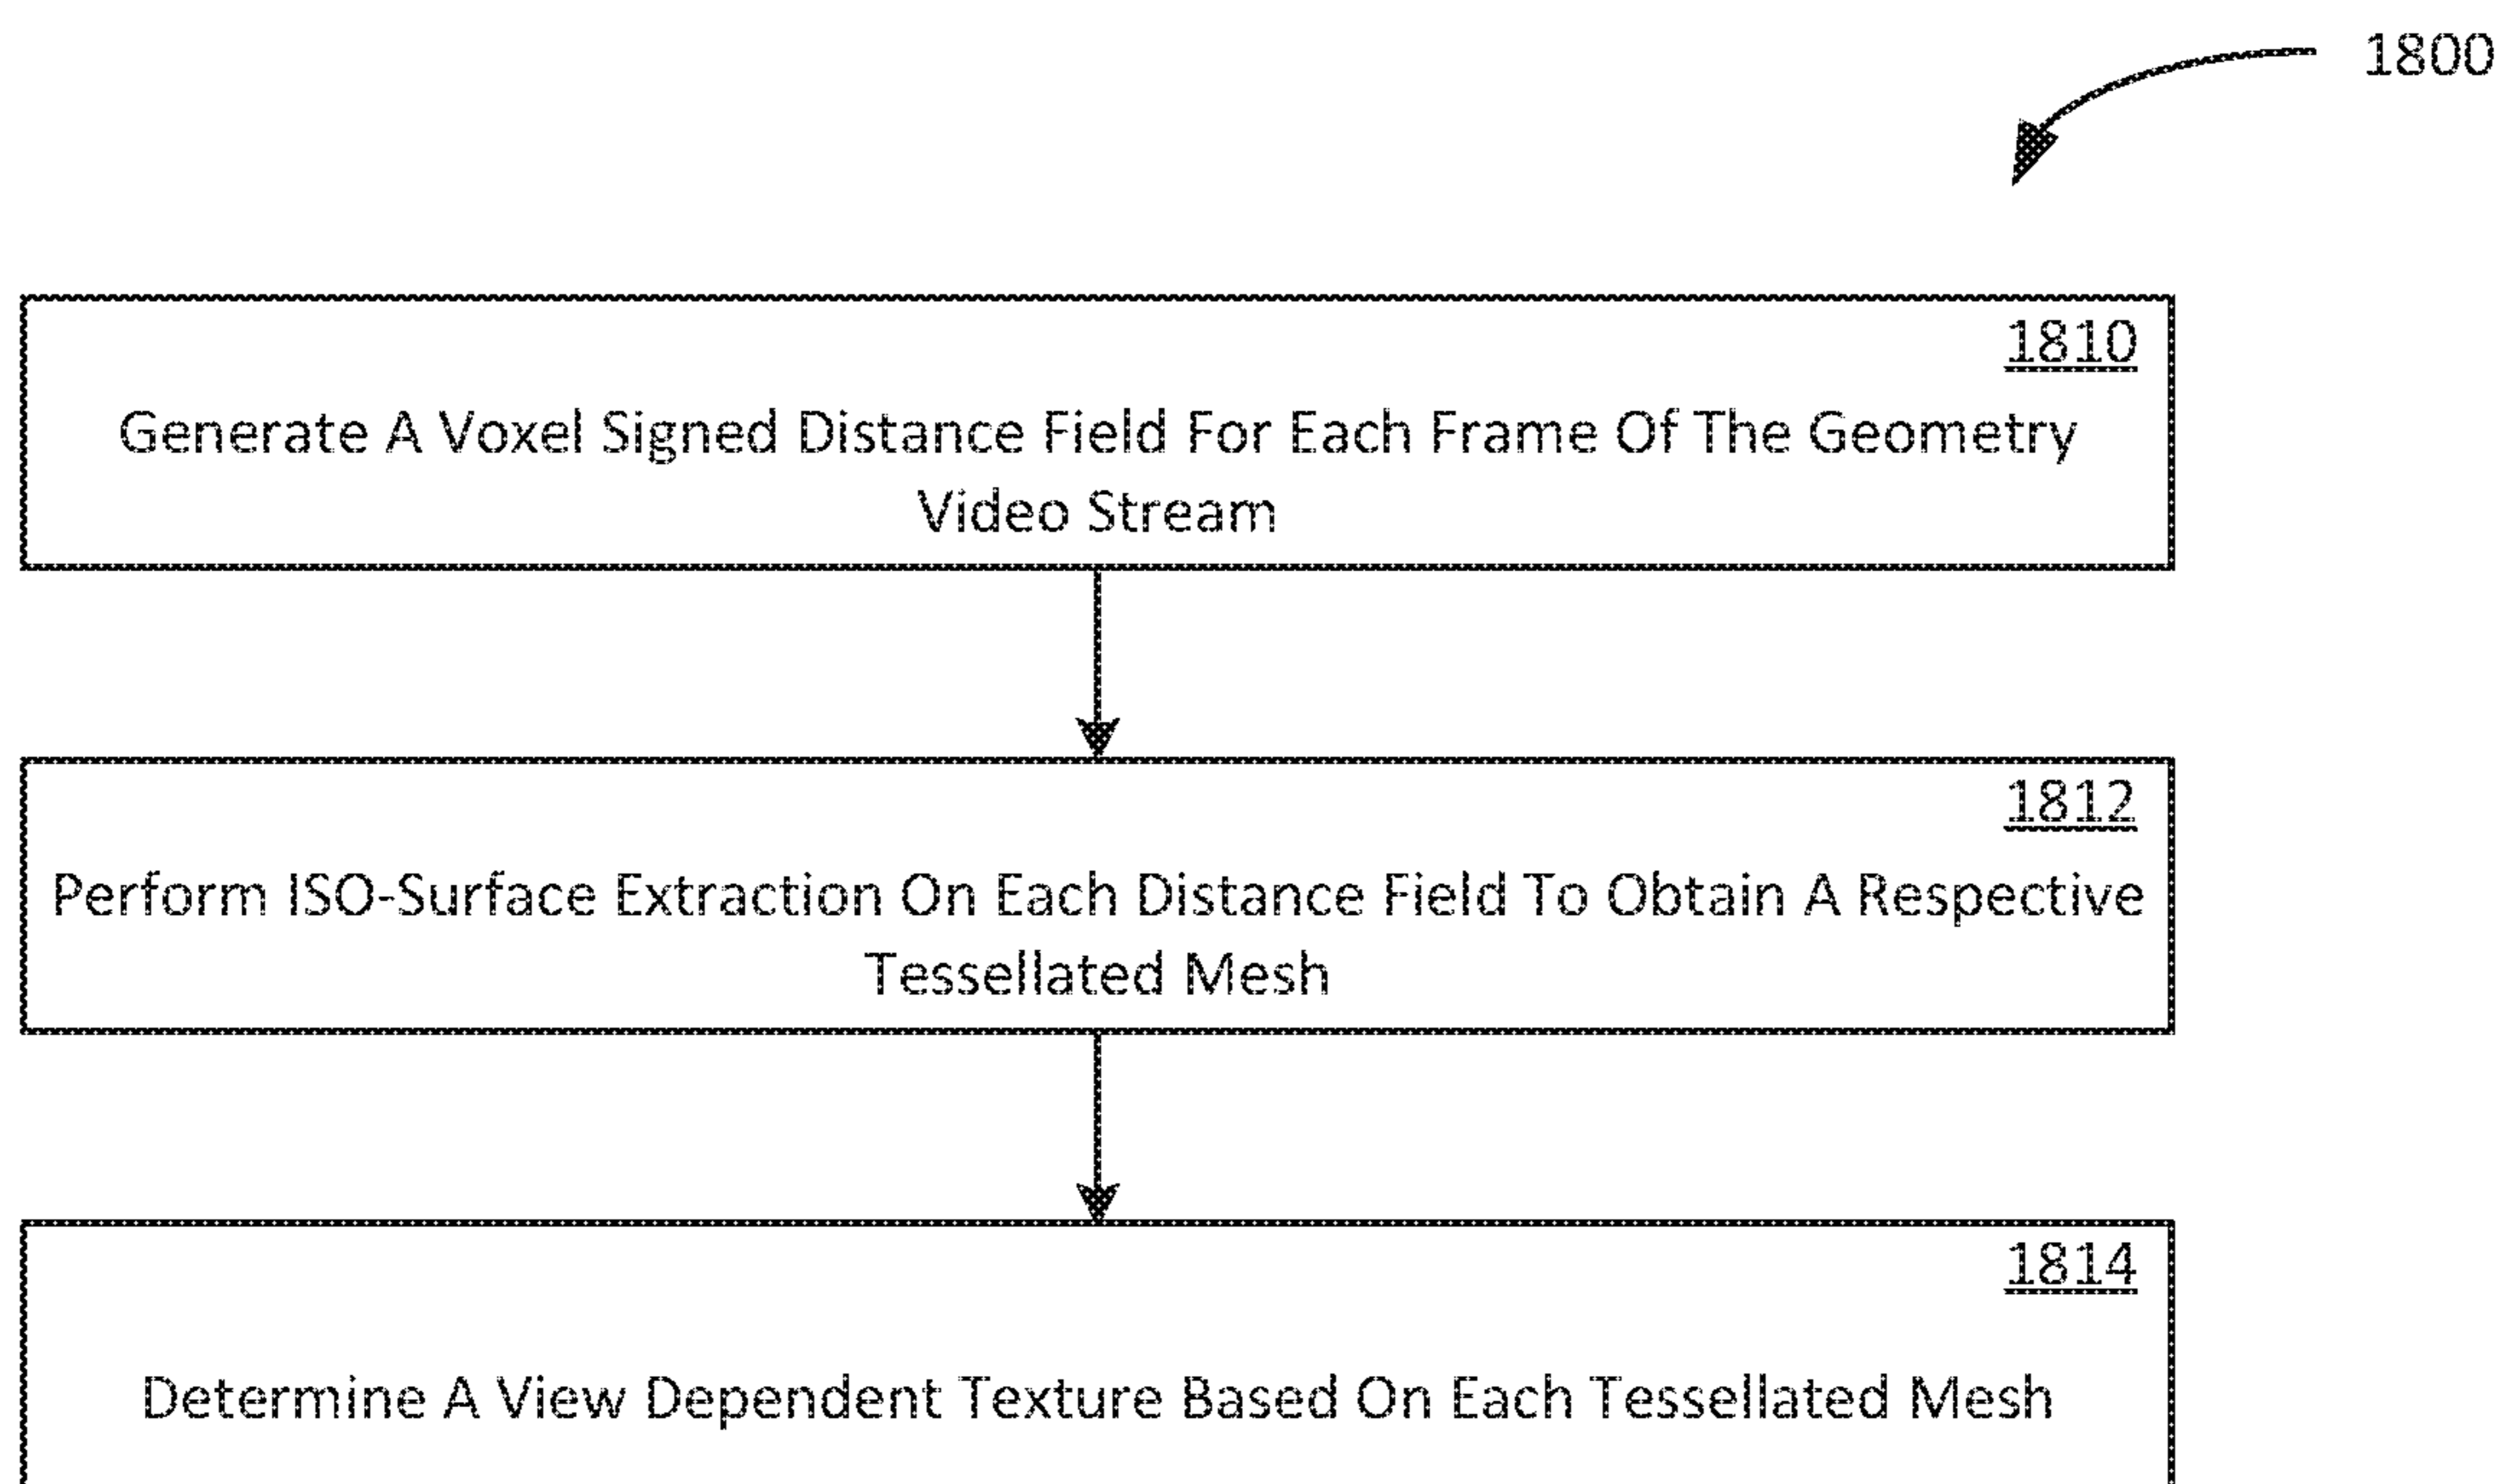 1800
1810
Generate A Voxel Signed Distance Field For Each Frame Of The Geometry
Video Stream
1812
Perform ISO-Surface Extraction On Each Distance Field To Obtain A Respective
Tessellated Mesh
1814
Determine A View Dependent Texture Based On Each Tessellated Mesh